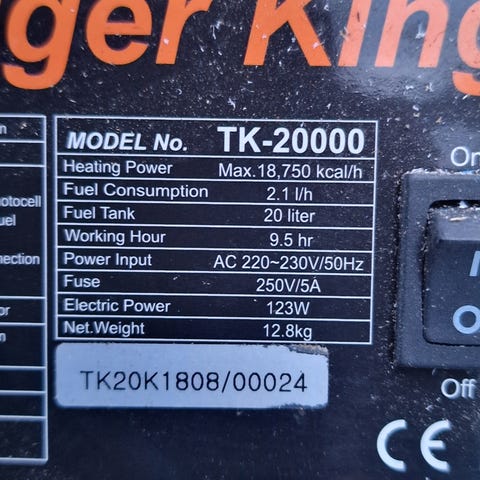 ger King
MODEL No. TK-20000
Heating Power Max.18,750 kcal/h
Fuel Consumption 2.1 l/h
Fuel Tank 20 liter
Working Hour 9.5 hr
Power Input AC 220~230V/50Hz
Fuse 250V/5A
Electric Power 123W
Net.Weight 12.8kg
TK20K1808/00024
otocell
uel
nection
or
On
I
O
Off
CE